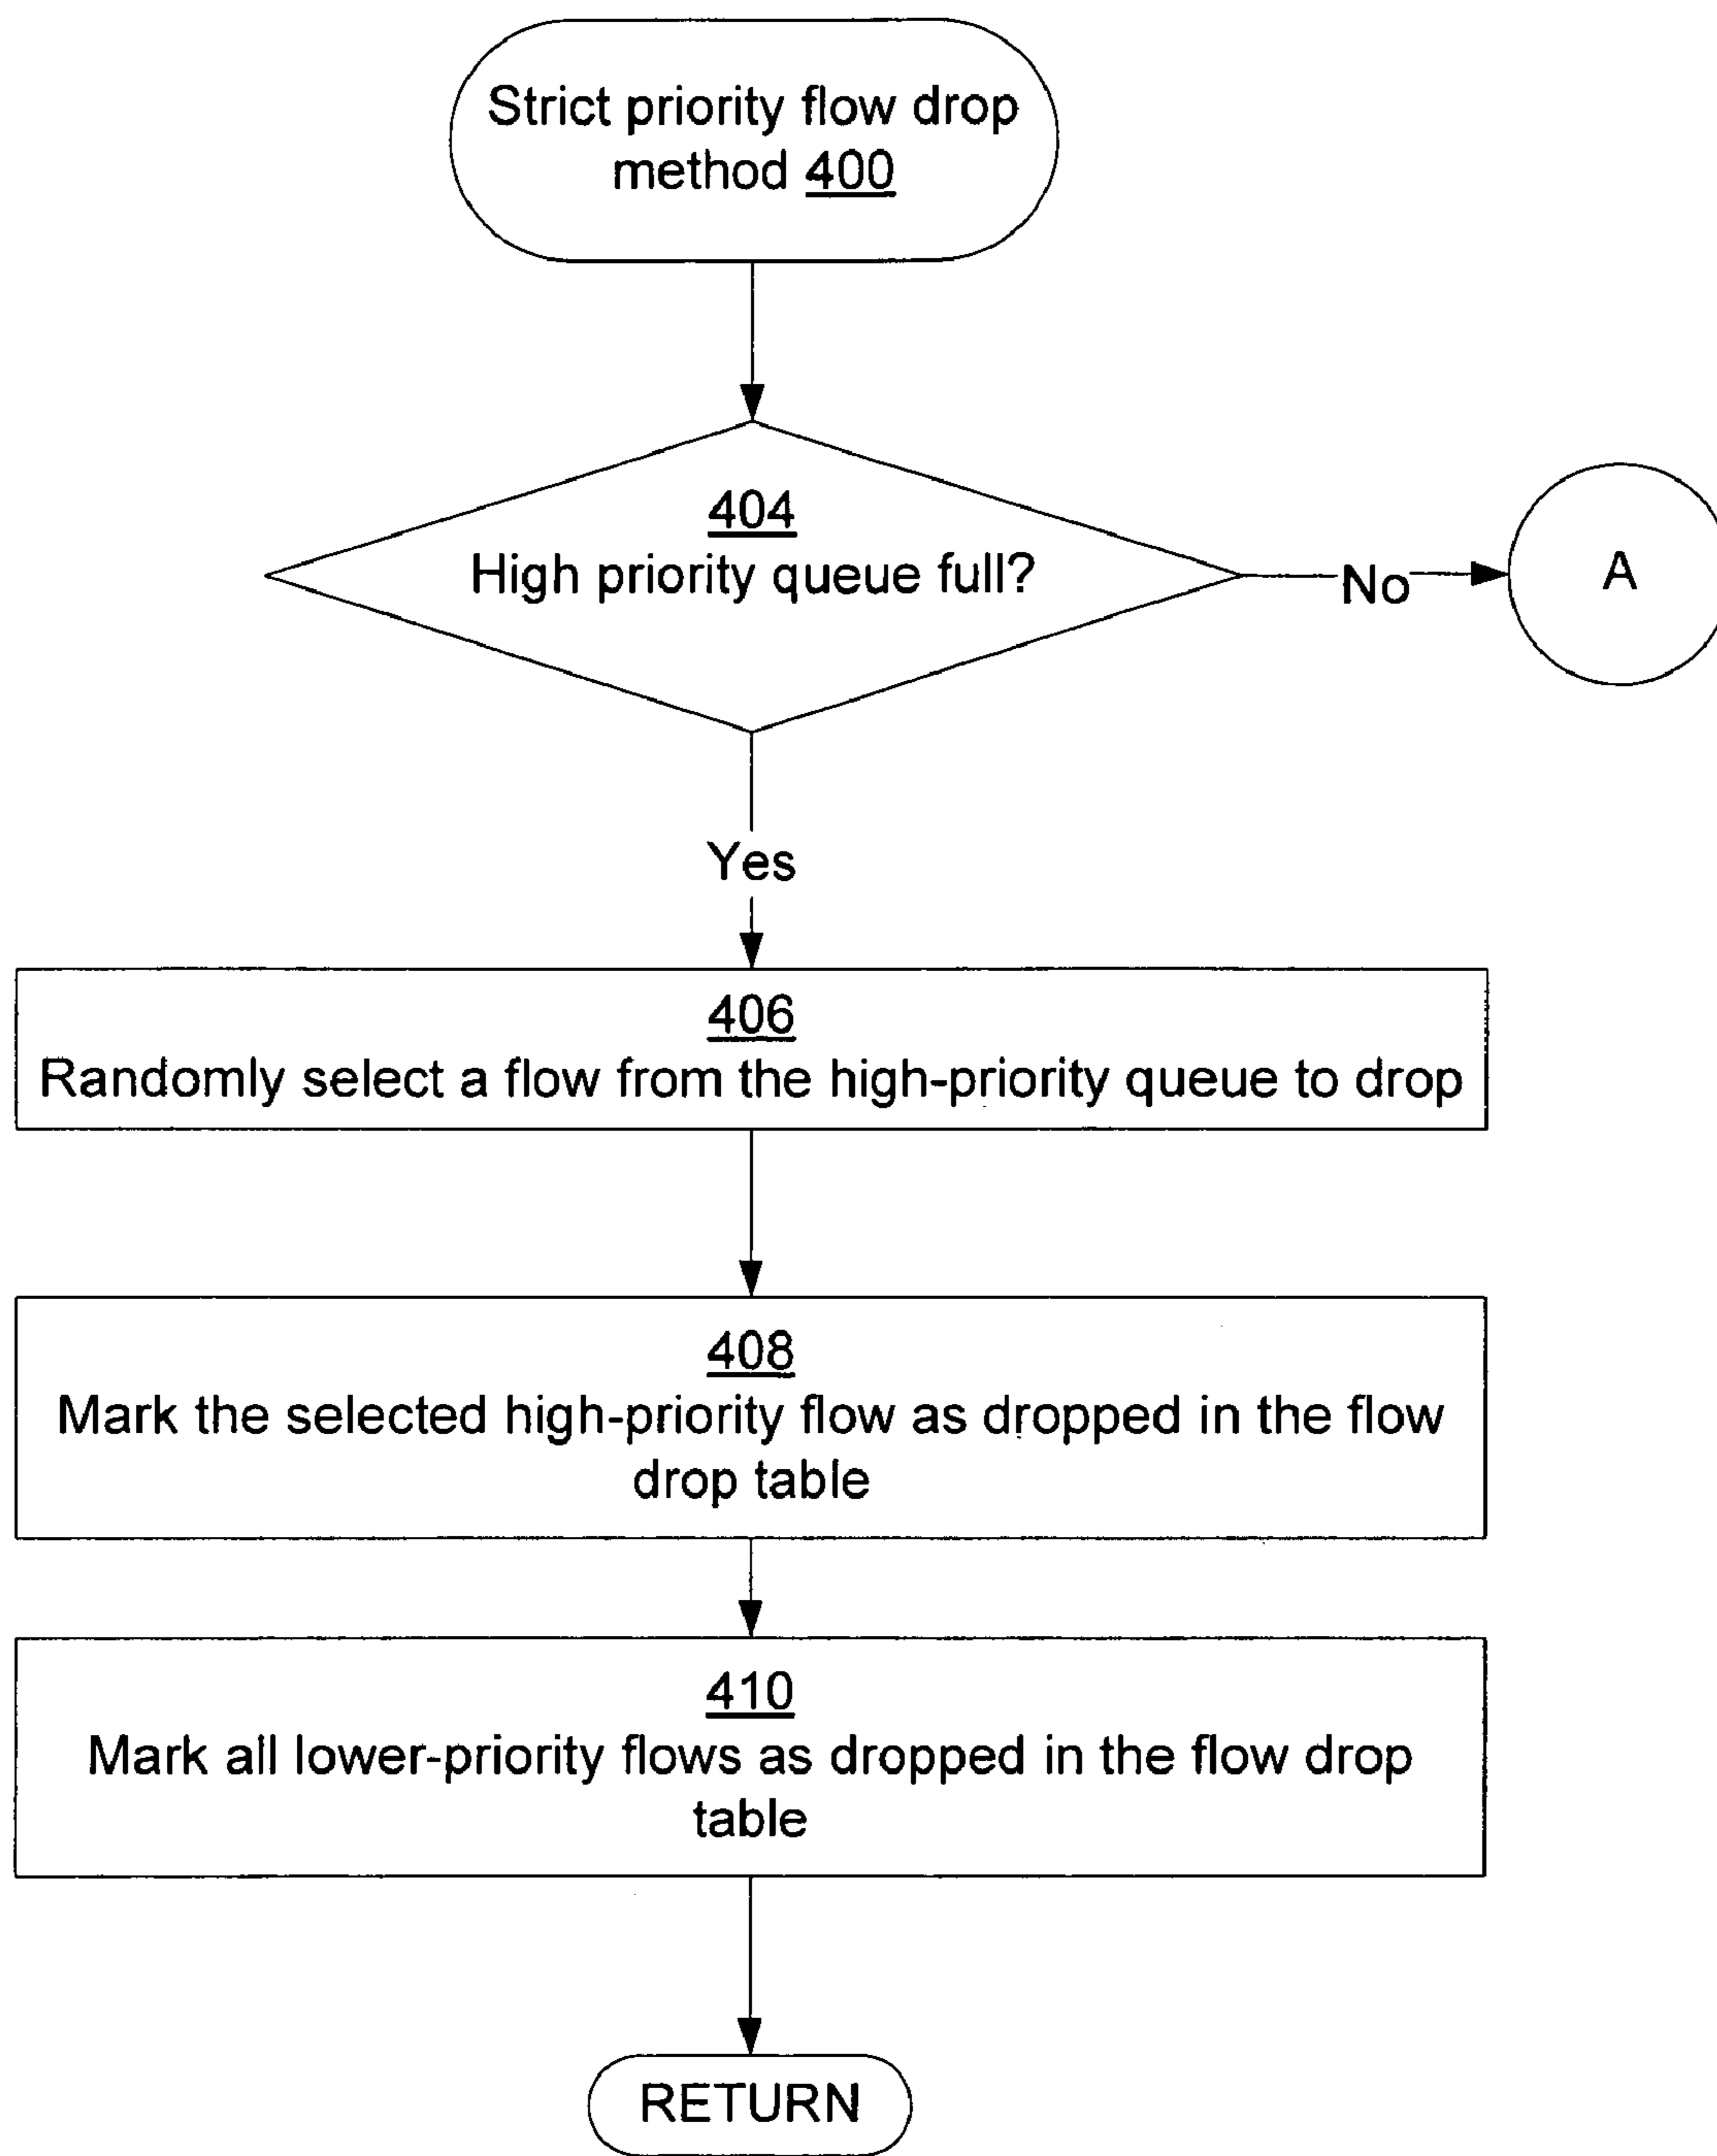 Strict priority flow drop
method 400
404
High priority queue full?
No
A
Yes
406
Randomly select a flow from the high-priority queue to drop
408
Mark the selected high-priority flow as dropped in the flow
drop table
410
Mark all lower-priority flows as dropped in the flow drop
table
RETURN